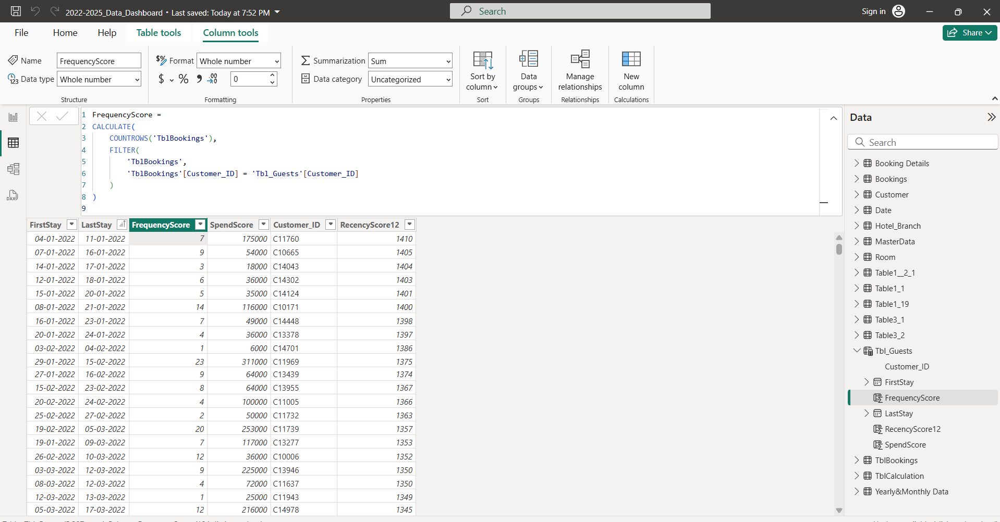 2022-2025_Data_Dashboard • Last saved: Today at 7:52 PM
Search
Sign in
File Home Help Table tools Column tools
Share
Name FrequencyScore
Data type Whole number
Structure
Format Whole number
$ % 0
Formatting
Summarization Sum
Data category Uncategorized
Properties
Sort by
column
Sort
Data
groups
Groups
Manage
relationships
Relationships
New
column
Calculations
1 FrequencyScore =
2 CALCULATE(
3 COUNTROWS('TblBookings'),
4 FILTER(
5 'TblBookings',
6 'TblBookings'[Customer_ID] = 'Tbl_Guests'[Customer_ID]
7 )
8 )
9
FirstStay LastStay FrequencyScore SpendScore Customer_ID RecencyScore12
04-01-2022 11-01-2022 7 175000 C11760 1410
07-01-2022 16-01-2022 9 54000 C10665 1405
14-01-2022 17-01-2022 3 18000 C14043 1404
12-01-2022 18-01-2022 6 36000 C14302 1403
15-01-2022 20-01-2022 5 35000 C14124 1401
08-01-2022 21-01-2022 14 116000 C10171 1400
16-01-2022 23-01-2022 7 49000 C14448 1398
20-01-2022 24-01-2022 4 36000 C13378 1397
03-02-2022 04-02-2022 1 6000 C14701 1386
29-01-2022 15-02-2022 23 311000 C11969 1375
27-01-2022 16-02-2022 9 64000 C13439 1374
15-02-2022 23-02-2022 8 64000 C13955 1367
20-02-2022 24-02-2022 4 100000 C11005 1366
25-02-2022 27-02-2022 2 50000 C11732 1363
19-02-2022 05-03-2022 20 253000 C11739 1357
19-01-2022 09-03-2022 7 117000 C13277 1353
26-02-2022 10-03-2022 12 36000 C10006 1352
03-03-2022 12-03-2022 9 225000 C13946 1350
08-03-2022 12-03-2022 4 72000 C11637 1350
12-03-2022 13-03-2022 1 25000 C11943 1349
05-03-2022 17-03-2022 12 216000 C14978 1345
Data
Search
Booking Details
Bookings
Customer
Date
Hotel_Branch
MasterData
Room
Table1__2_1
Table1_1
Table1_19
Table3_1
Table3_2
Tbl_Guests
Customer_ID
FirstStay
FrequencyScore
LastStay
RecencyScore12
SpendScore
TblBookings
TblCalculation
Yearly&Monthly Data